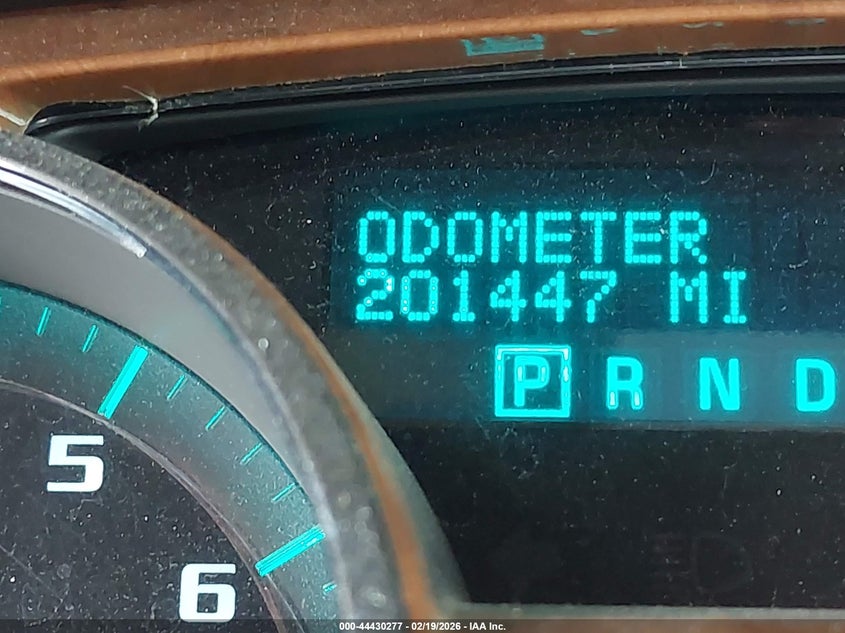 ODOMETER
201447 MI
P R N D
5
6
000-44430277 - 02/19/2026 - IAA Inc.